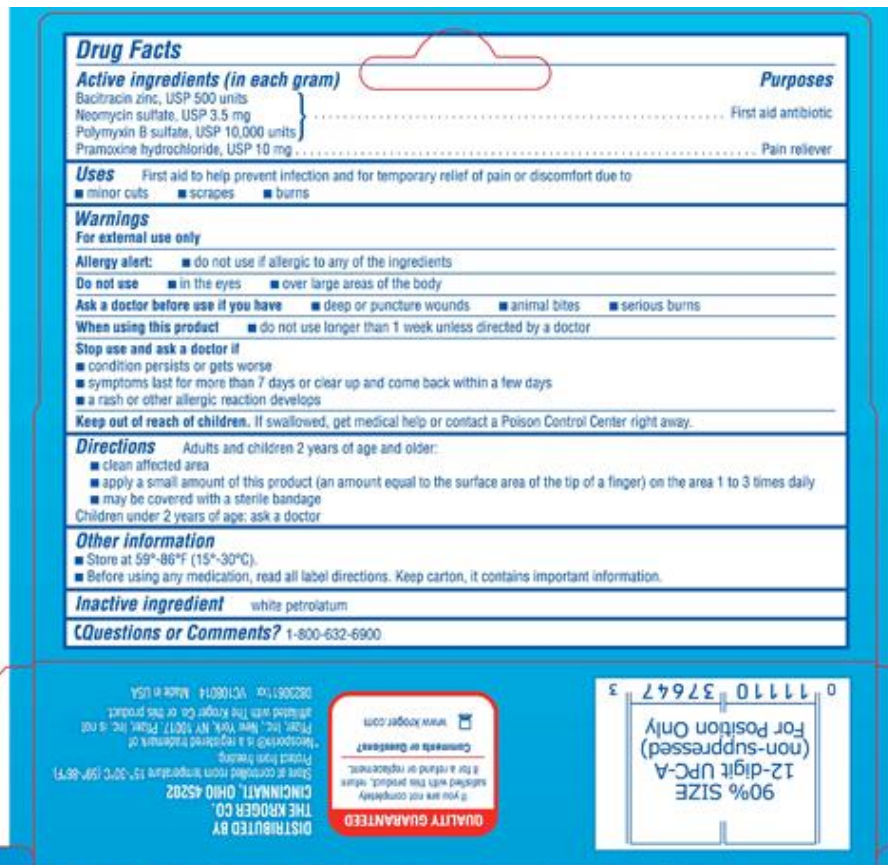 Drug Facts
Active ingredients (in each gram) Purposes
Bacitracin zinc, USP 500 units
Neomycin sulfate, USP 3.5 mg } First aid antibiotic
Polymyxin B sulfate, USP 10,000 units
Pramoxine hydrochloride, USP 10 mg Pain reliever
Uses First aid to help prevent infection and for temporary relief of pain or discomfort due to
■ minor cuts ■ scrapes ■ burns
Warnings
For external use only
Allergy alert: ■ do not use if allergic to any of the ingredients
Do not use ■ in the eyes ■ over large areas of the body
Ask a doctor before use if you have ■ deep or puncture wounds ■ animal bites ■ serious burns
When using this product ■ do not use longer than 1 week unless directed by a doctor
Stop use and ask a doctor if
■ condition persists or gets worse
■ symptoms last for more than 7 days or clear up and come back within a few days
■ a rash or other allergic reaction develops
Keep out of reach of children. If swallowed, get medical help or contact a Poison Control Center right away.
Directions Adults and children 2 years of age and older:
■ clean affected area
■ apply a small amount of this product (an amount equal to the surface area of the tip of a finger) on the area 1 to 3 times daily
■ may be covered with a sterile bandage
Children under 2 years of age: ask a doctor
Other information
■ Store at 59°-86°F (15°-30°C).
■ Before using any medication, read all label directions. Keep carton, it contains important information.
Inactive ingredient white petrolatum
Questions or Comments? 1-800-632-6900
DISTRIBUTED BY
THE KROGER CO.
CINCINNATI, OHIO 45202
Store at controlled room temperature 15°-30°C (59°-86°F).
Protect from freezing
*Neosporin® is a registered trademark of
Pfizer, Inc., New York, NY 10017. Pfizer, Inc. is not
affiliated with The Kroger Co. or this product.
VC108014 Made in USA
QUALITY GUARANTEED
If you are not completely
satisfied with this product, return
it for a refund or replacement.
Comments or Questions?
www.kroger.com
90% SIZE
12-digit UPC-A
(non-suppressed)
For Position Only
0 11110 37647 3